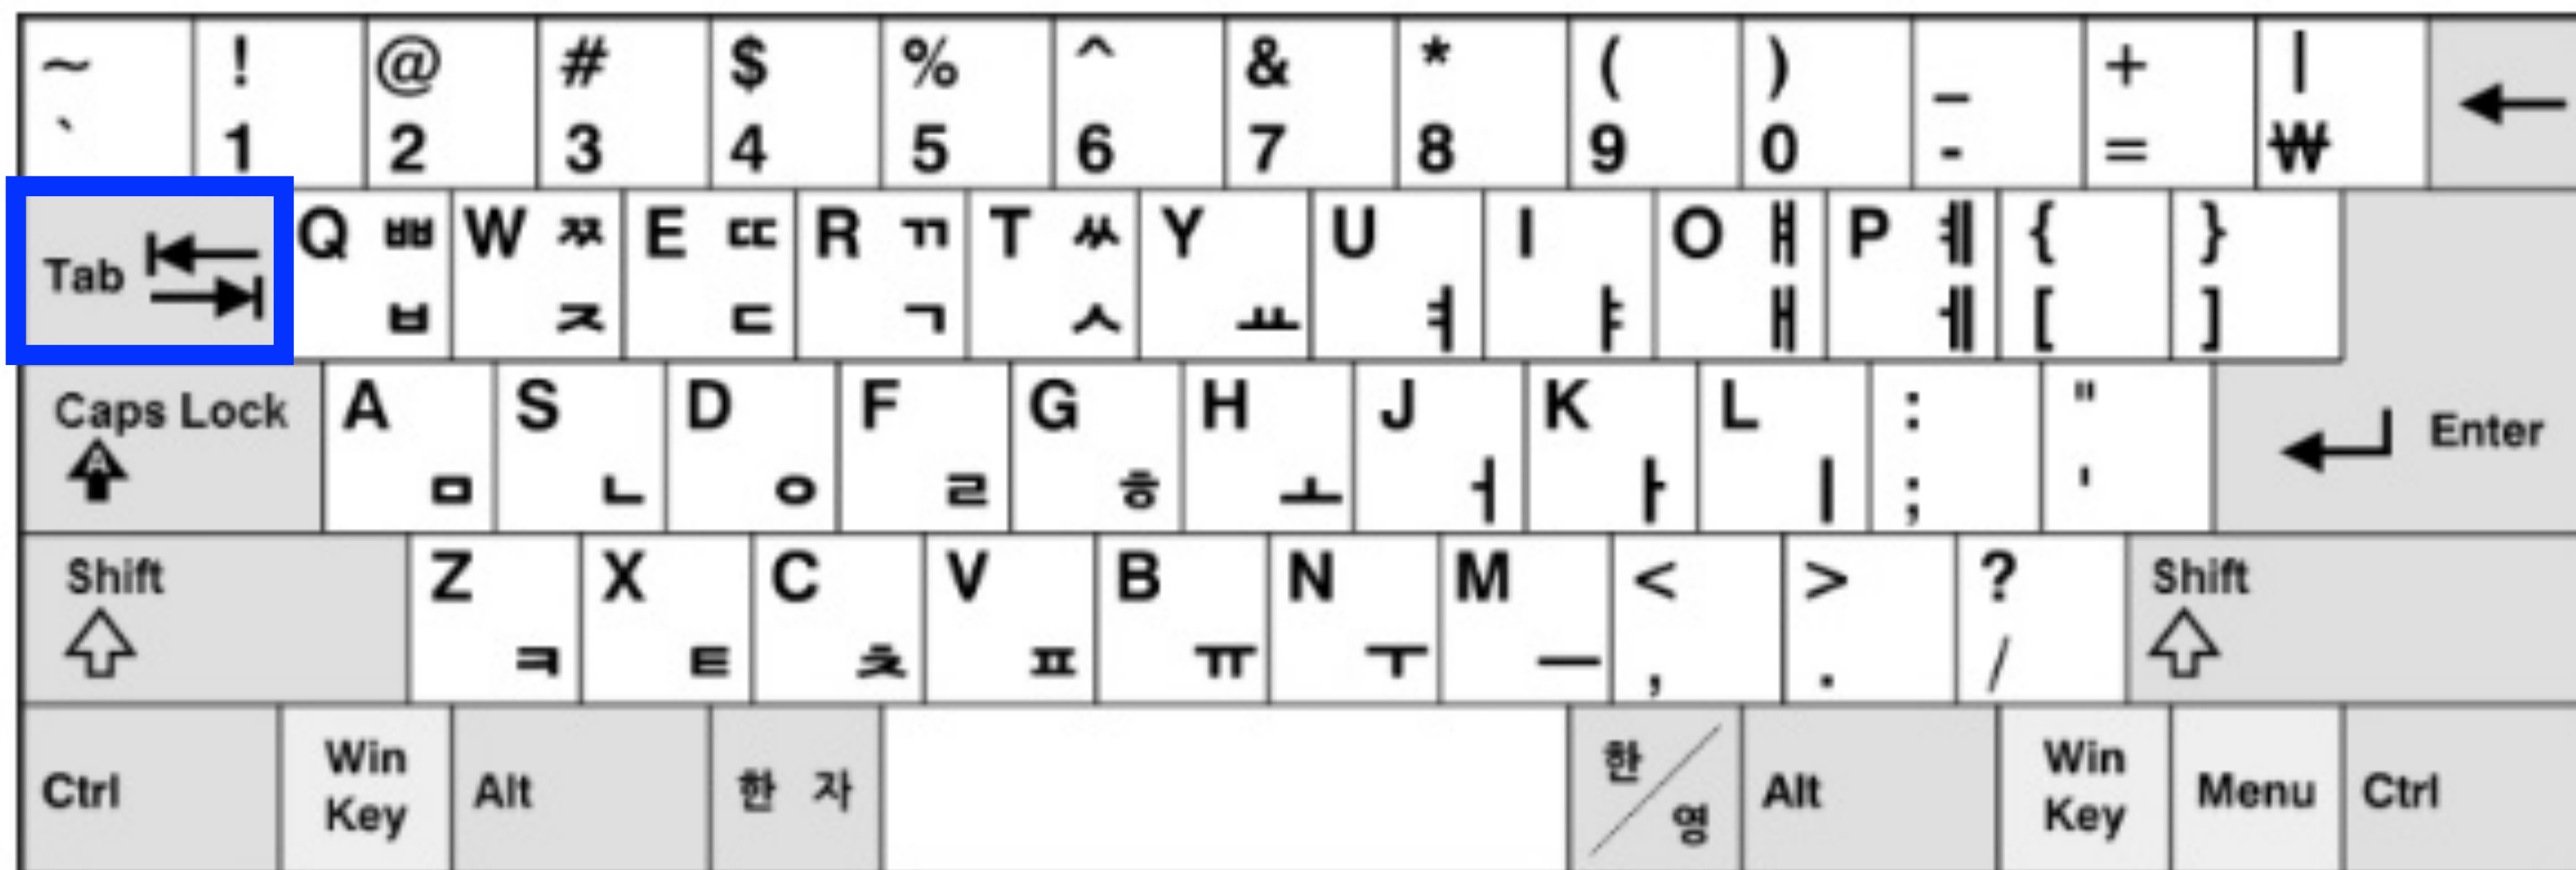 ~ ! @ # $ % ^ & * ( ) _ + |
` 1 2 3 4 5 6 7 8 9 0 - = ₩
Tab Q ㅃ W ㅉ E ㄸ R ㄲ T ㅆ Y U I O ㅒ P ㅖ { }
ㅂ ㅈ ㄷ ㄱ ㅅ ㅛ ㅕ ㅑ ㅐ ㅔ [ ]
Caps Lock A S D F G H J K L : " Enter
A ㅁ ㄴ ㅇ ㄹ ㅎ ㅗ ㅓ ㅏ ㅣ ; '
Shift Z X C V B N M < > ? Shift
ㅋ ㅌ ㅊ ㅍ ㅠ ㅜ ㅡ , . /
Ctrl Win Key Alt 한 자 한/영 Alt Win Key Menu Ctrl